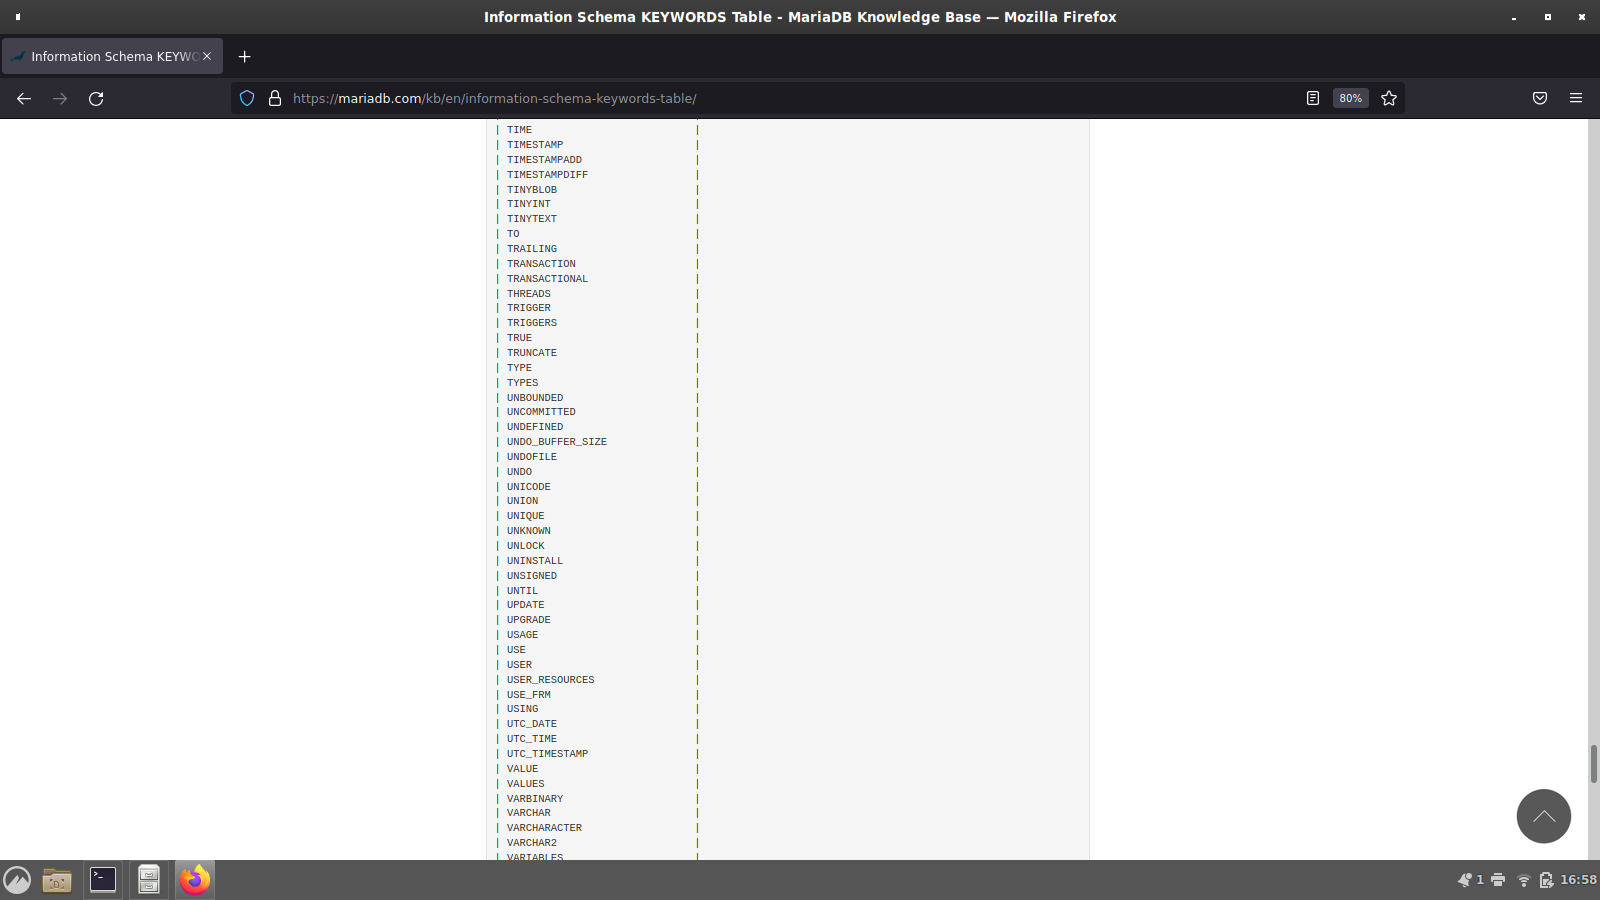 Information Schema KEYWORDS Table - MariaDB Knowledge Base — Mozilla Firefox
Information Schema KEYW
https://mariadb.com/kb/en/information-schema-keywords-table/
80%
| TIME |
| TIMESTAMP |
| TIMESTAMPADD |
| TIMESTAMPDIFF |
| TINYBLOB |
| TINYINT |
| TINYTEXT |
| TO |
| TRAILING |
| TRANSACTION |
| TRANSACTIONAL |
| THREADS |
| TRIGGER |
| TRIGGERS |
| TRUE |
| TRUNCATE |
| TYPE |
| TYPES |
| UNBOUNDED |
| UNCOMMITTED |
| UNDEFINED |
| UNDO_BUFFER_SIZE |
| UNDOFILE |
| UNDO |
| UNICODE |
| UNION |
| UNIQUE |
| UNKNOWN |
| UNLOCK |
| UNINSTALL |
| UNSIGNED |
| UNTIL |
| UPDATE |
| UPGRADE |
| USAGE |
| USE |
| USER |
| USER_RESOURCES |
| USE_FRM |
| USING |
| UTC_DATE |
| UTC_TIME |
| UTC_TIMESTAMP |
| VALUE |
| VALUES |
| VARBINARY |
| VARCHAR |
| VARCHARACTER |
| VARCHAR2 |
| VARIABLES |
1
16:58